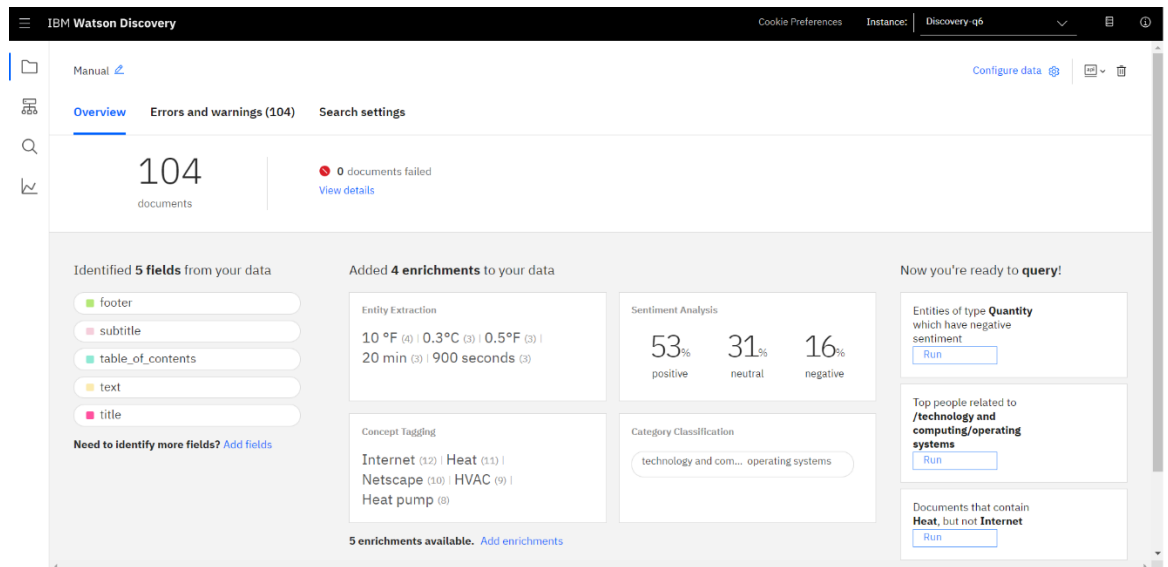 IBM Watson Discovery
Cookie Preferences
Instance:
Discovery-q6
Manual
Configure data
Overview
Errors and warnings (104)
Search settings
104
documents
0 documents failed
View details
Identified 5 fields from your data
footer
subtitle
table_of_contents
text
title
Need to identify more fields? Add fields
Added 4 enrichments to your data
Entity Extraction
10 °F (4) | 0.3°C (3) | 0.5°F (3) |
20 min (3) | 900 seconds (3)
Sentiment Analysis
53% 31% 16%
positive neutral negative
Concept Tagging
Internet (12) | Heat (11) |
Netscape (10) | HVAC (9) |
Heat pump (8)
Category Classification
technology and com... operating systems
5 enrichments available. Add enrichments
Now you're ready to query!
Entities of type Quantity
which have negative
sentiment
Run
Top people related to
/technology and
computing/operating
systems
Run
Documents that contain
Heat, but not Internet
Run